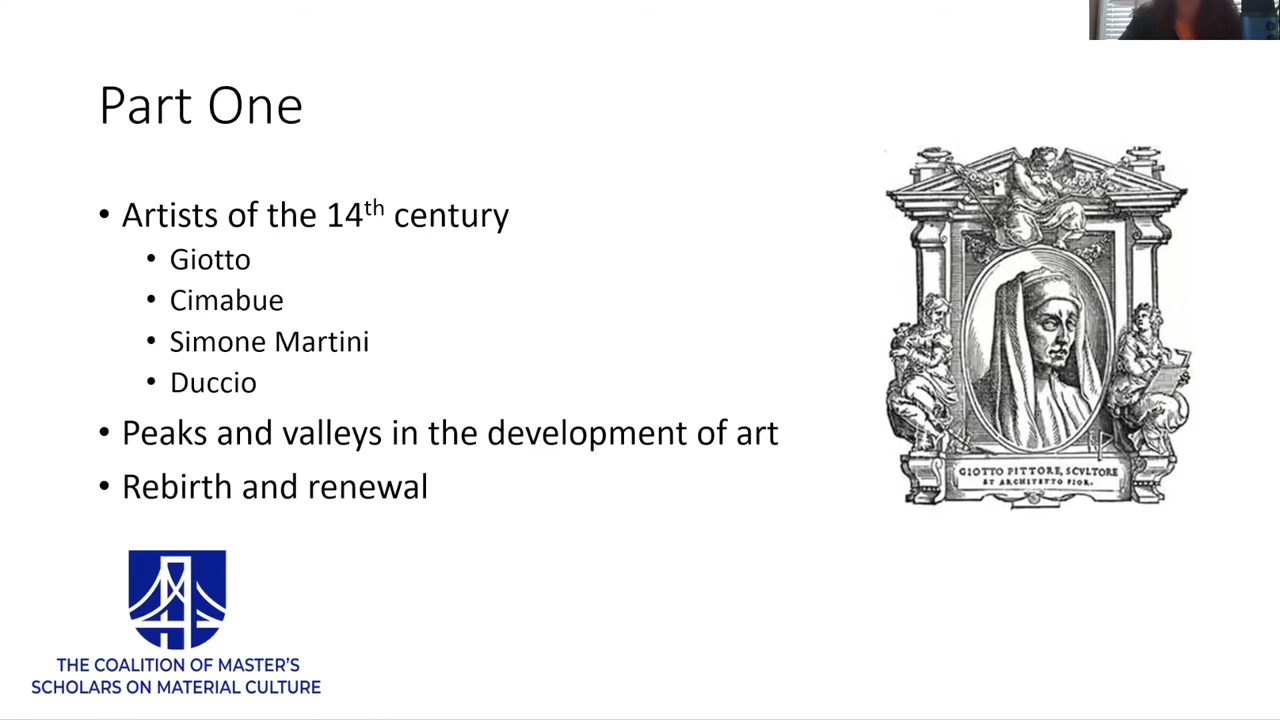 Part One
• Artists of the 14th century
• Giotto
• Cimabue
• Simone Martini
• Duccio
• Peaks and valleys in the development of art
• Rebirth and renewal
GIOTTO PITTORE, SCVLTORE
ET ARCHITETTO FIOR.
THE COALITION OF MASTER'S
SCHOLARS ON MATERIAL CULTURE